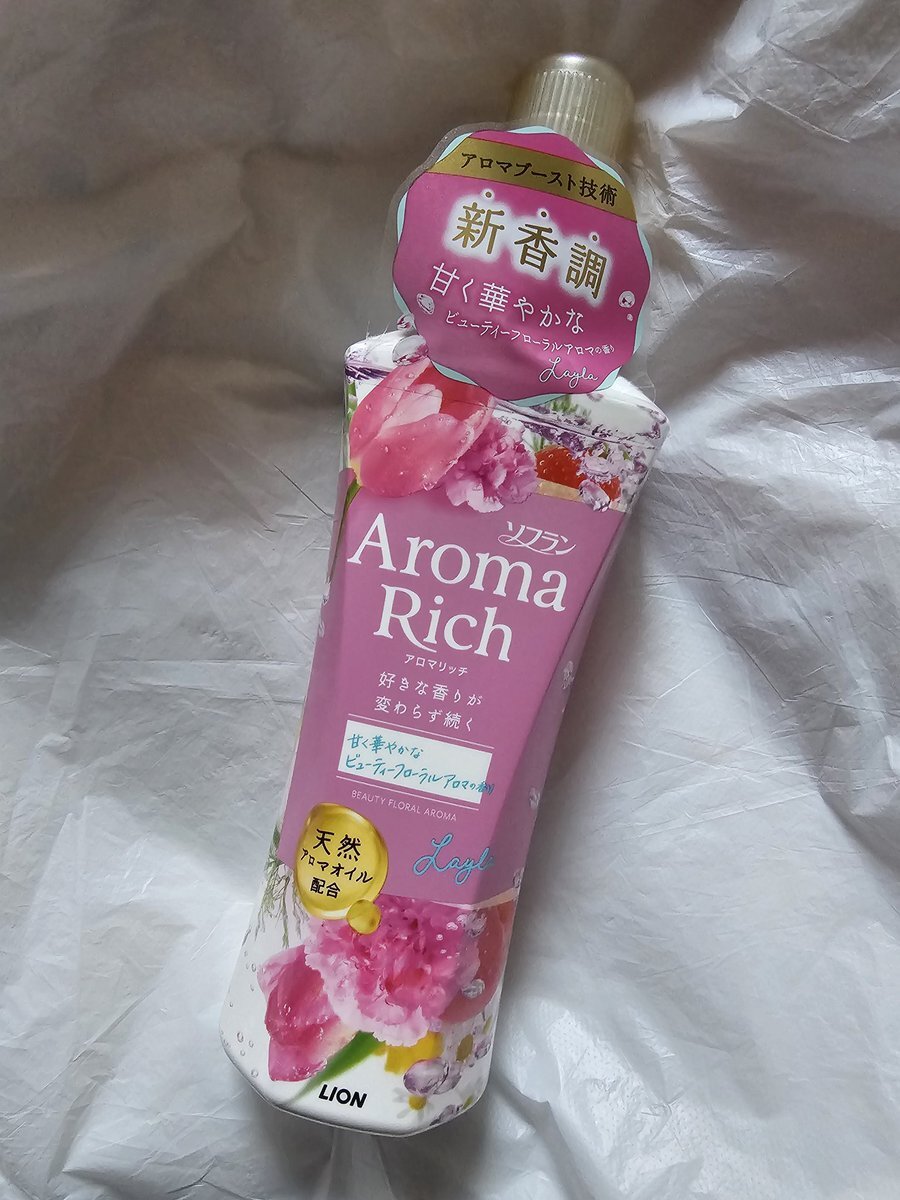 アロマブースト技術
新香調
甘く華やかな
ビューティーフローラルアロマの香り
Layla
ソフラン
Aroma
Rich
アロマリッチ
好きな香りが
変わらず続く
甘く華やかな
ビューティーフローラルアロマの香り
BEAUTY FLORAL AROMA
Layla
天然
アロマオイル
配合
LION